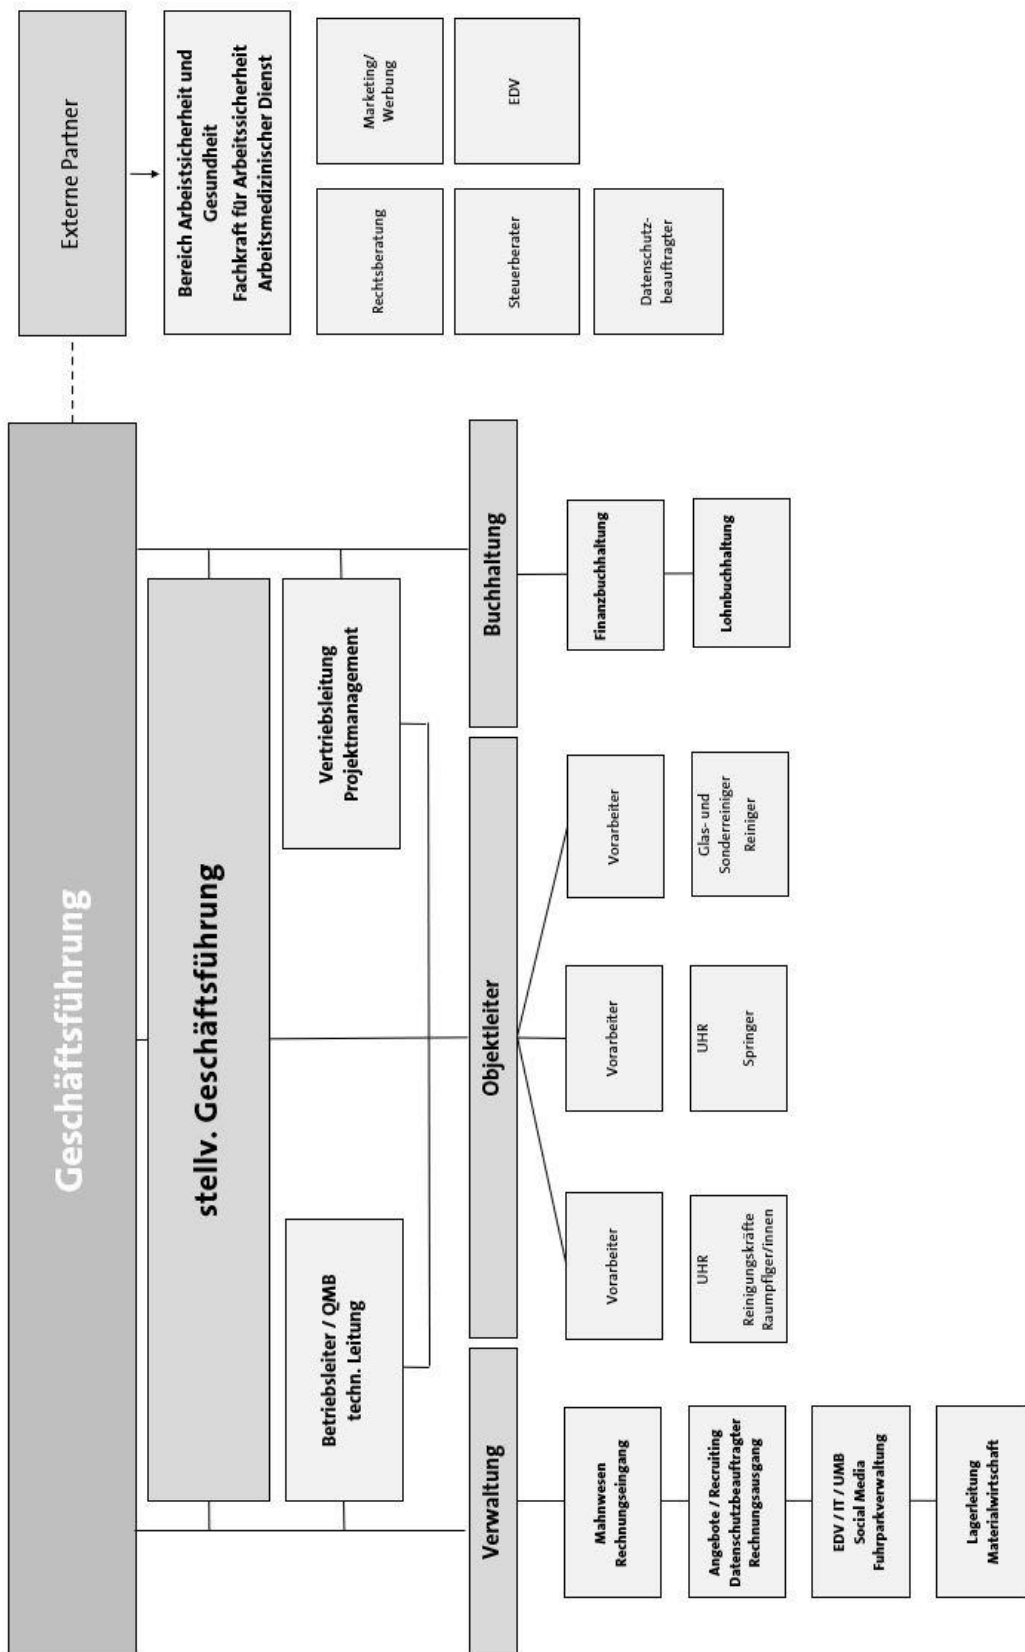 Geschäftsführung
Externe Partner
stellv. Geschäftsführung
Bereich Arbeistsicherheit und
Gesundheit
Fachkraft für Arbeitssicherheit
Arbeitsmedizinischer Dienst
Betriebsleiter / QMB
techn. Leitung
Vertriebsleitung
Projektmanagement
Rechtsberatung
Marketing/
Werbung
Steuerberater
EDV
Datenschutz-
beauftragter
Verwaltung
Objektleiter
Buchhaltung
Mahnwesen
Rechnungseingang
Vorarbeiter
Vorarbeiter
Vorarbeiter
Finanzbuchhaltung
Angebote / Recruiting
Datenschutzbeauftragter
Rechnungsausgang
UHR
Reinigungskräfte
Raumpflger/innen
UHR
Springer
Glas- und
Sonderreiniger
Reiniger
Lohnbuchhaltung
EDV / IT / UMB
Social Media
Fuhrparkverwaltung
Lagerleitung
Materialwirtschaft